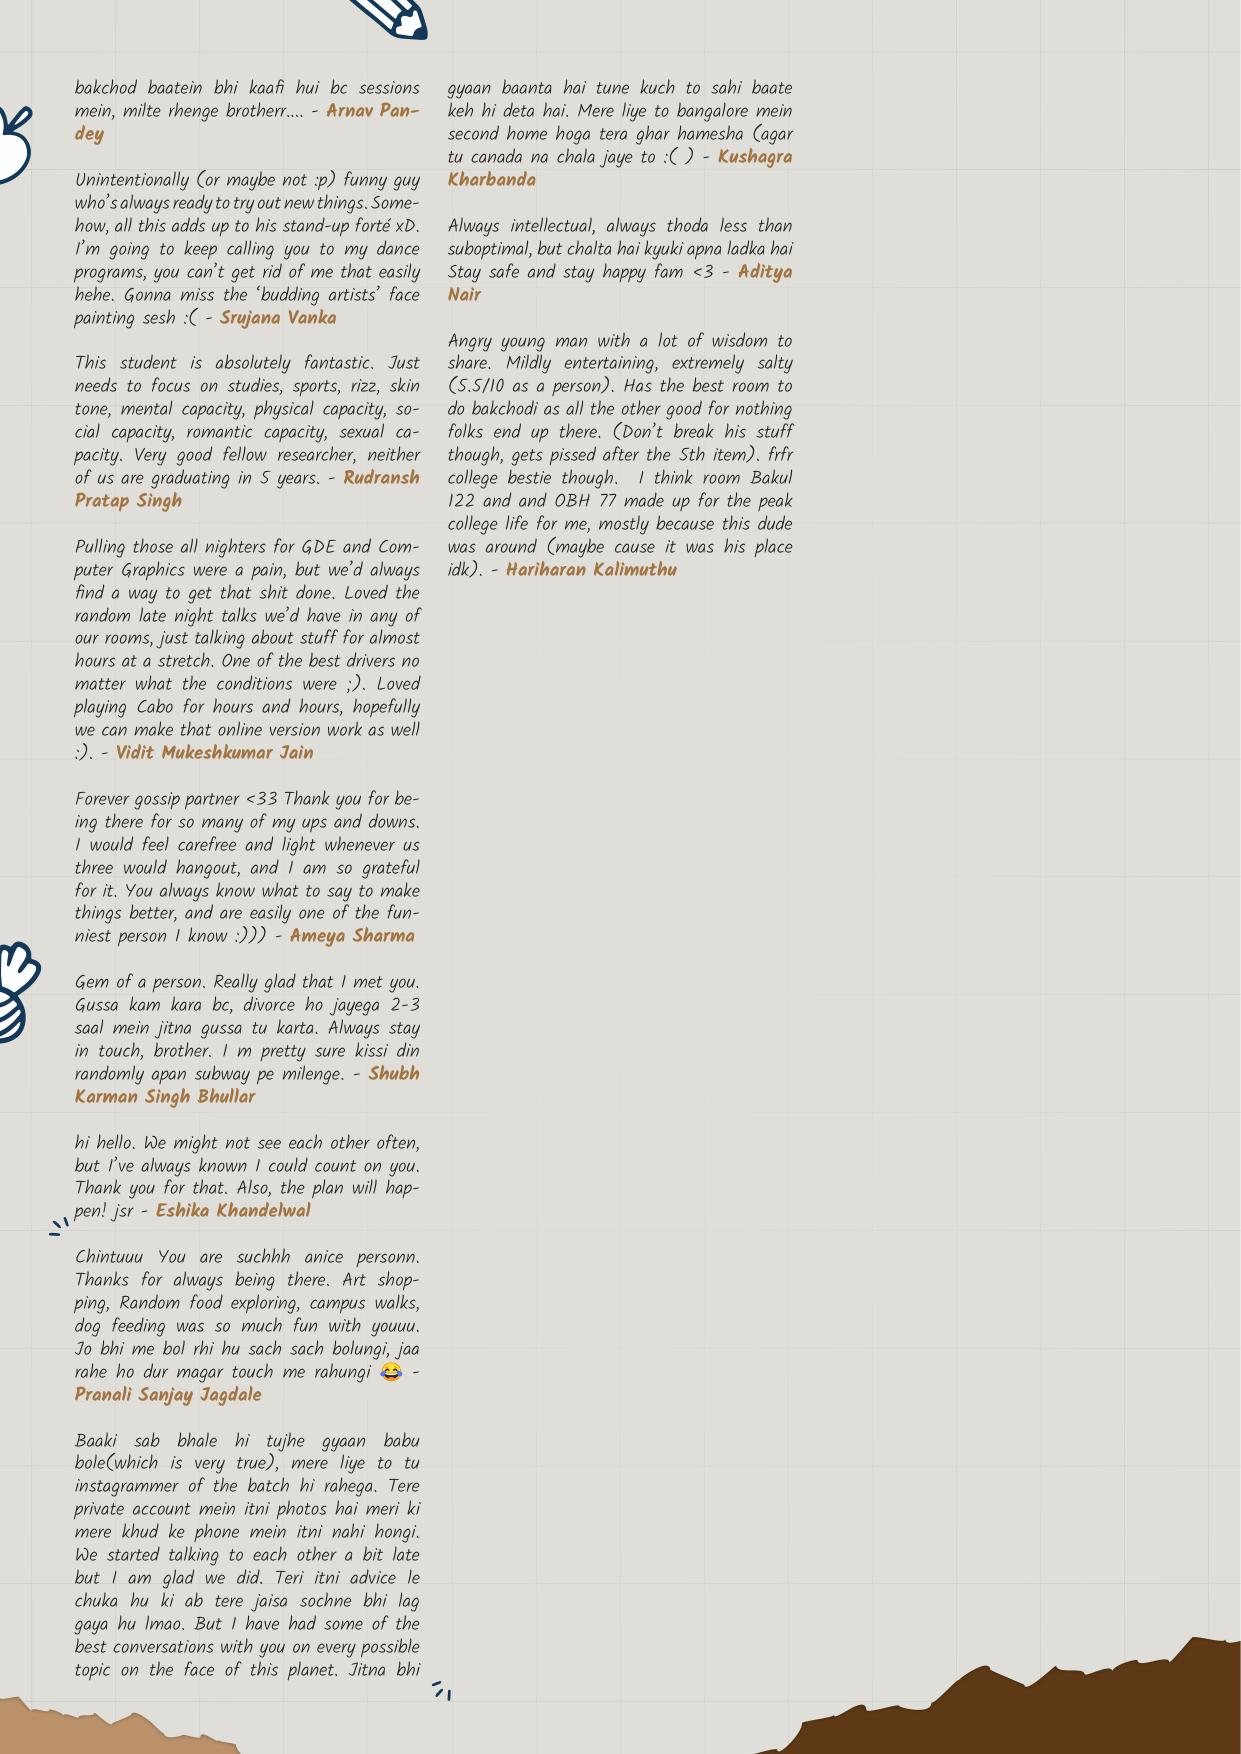 bakchod baatein bhi kaafi hui bc sessions
mein, milte rhenge brotherr.... - Arnav Pan-
dey
Unintentionally (or maybe not :p) funny guy
who's always ready to try out new things. Some-
how, all this adds up to his stand-up forté xD.
I'm going to keep calling you to my dance
programs, you can't get rid of me that easily
hehe. Gonna miss the ‘budding artists’ face
painting sesh :( - Srujana Vanka
This student is absolutely fantastic. Just
needs to focus on studies, sports, rizz, skin
tone, mental capacity, physical capacity, so-
cial capacity, romantic capacity, sexual ca-
pacity. Very good fellow researcher, neither
of us are graduating in 5 years. - Rudransh
Pratap Singh
Pulling those all nighters for GDE and Com-
puter Graphics were a pain, but we'd always
find a way to get that shit done. Loved the
random late night talks we'd have in any of
our rooms, just talking about stuff for almost
hours at a stretch. One of the best drivers no
matter what the conditions were ;). Loved
playing Cabo for hours and hours, hopefully
we can make that online version work as well
:). - Vidit Mukeshkumar Jain
Forever gossip partner <33 Thank you for be-
ing there for so many of my ups and downs.
I would feel carefree and light whenever us
three would hangout, and I am so grateful
for it. You always know what to say to make
things better, and are easily one of the fun-
niest person I know :))) - Ameya Sharma
Gem of a person. Really glad that I met you.
Gussa kam kara bc, divorce ho jayega 2-3
saal mein jitna gussa tu karta. Always stay
in touch, brother. I m pretty sure kissi din
randomly apan subway pe milenge. - Shubh
Karman Singh Bhullar
hi hello. We might not see each other often,
but I've always known I could count on you.
Thank you for that. Also, the plan will hap-
pen! jsr - Eshika Khandelwal
Chintuuu You are suchhh anice personn.
Thanks for always being there. Art shop-
ping, Random food exploring, campus walks,
dog feeding was so much fun with youuu.
Jo bhi me bol rhi hu sach sach bolungi, jaa
rahe ho dur magar touch me rahungi 😂 -
Pranali Sanjay Jagdale
Baaki sab bhale hi tujhe gyaan babu
bole(which is very true), mere liye to tu
instagrammer of the batch hi rahega. Tere
private account mein itni photos hai meri ki
mere khud ke phone mein itni nahi hongi.
We started talking to each other a bit late
but I am glad we did. Teri itni advice le
chuka hu ki ab tere jaisa sochne bhi lag
gaya hu lmao. But I have had some of the
best conversations with you on every possible
topic on the face of this planet. Jitna bhi
gyaan baanta hai tune kuch to sahi baate
keh hi deta hai. Mere liye to bangalore mein
second home hoga tera ghar hamesha (agar
tu canada na chala jaye to :( ) - Kushagra
Kharbanda
Always intellectual, always thoda less than
suboptimal, but chalta hai kyuki apna ladka hai
Stay safe and stay happy fam <3 - Aditya
Nair
Angry young man with a lot of wisdom to
share. Mildly entertaining, extremely salty
(5.5/10 as a person). Has the best room to
do bakchodi as all the other good for nothing
folks end up there. (Don't break his stuff
though, gets pissed after the 5th item). frfr
college bestie though. I think room Bakul
122 and and OBH 77 made up for the peak
college life for me, mostly because this dude
was around (maybe cause it was his place
idk). - Hariharan Kalimuthu